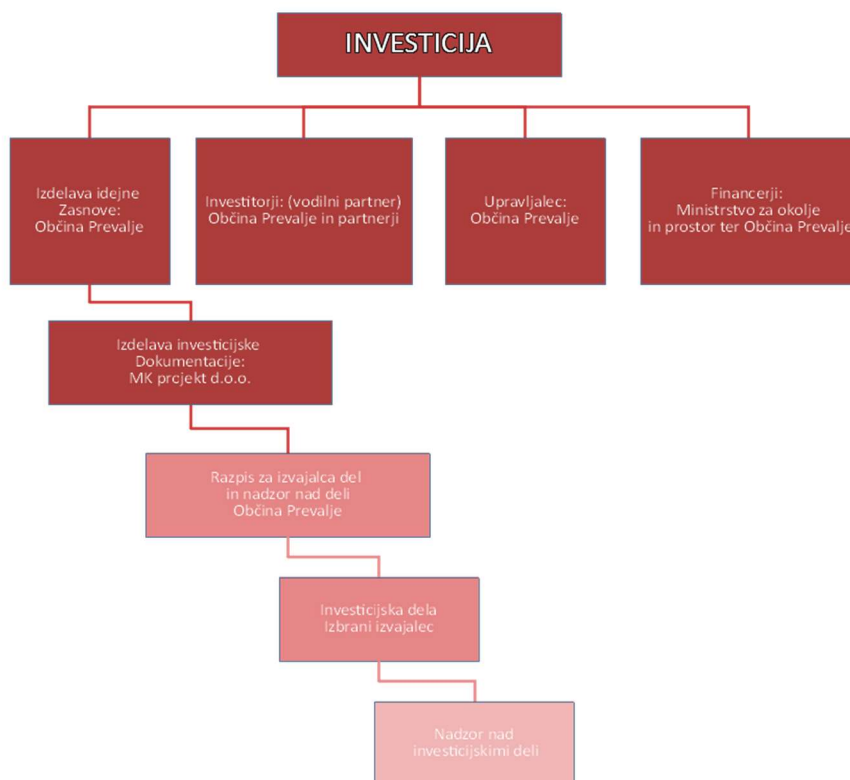 INVESTICIJA
Izdelava idejne
Zasnove:
Občina Prevalje
Investitorji: (vodilni partner)
Občina Prevalje in partnerji
Upravljalec:
Občina Prevalje
Financerji:
Ministrstvo za okolje
in prostor ter Občina Prevalje
Izdelava investicijske
Dokumentacije:
MK projekt d.o.o.
Razpis za izvajalca del
in nadzor nad deli
Občina Prevalje
Investicijska dela
Izbrani izvajalec
Nadzor nad
investicijskimi deli